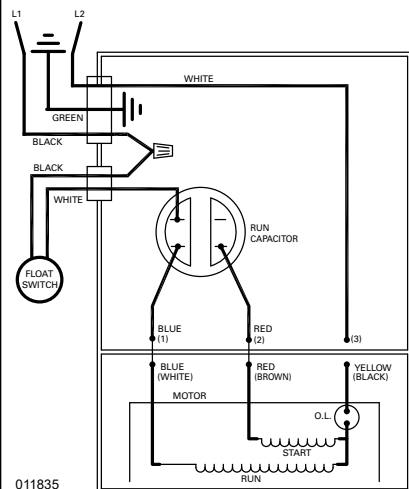 L1
L2
WHITE
GREEN
BLACK
BLACK
WHITE
FLOAT
SWITCH
RUN
CAPACITOR
BLUE
(1)
RED
(2)
(3)
BLUE
(WHITE)
RED
(BROWN)
YELLOW
(BLACK)
MOTOR
O.L.
START
RUN
011835